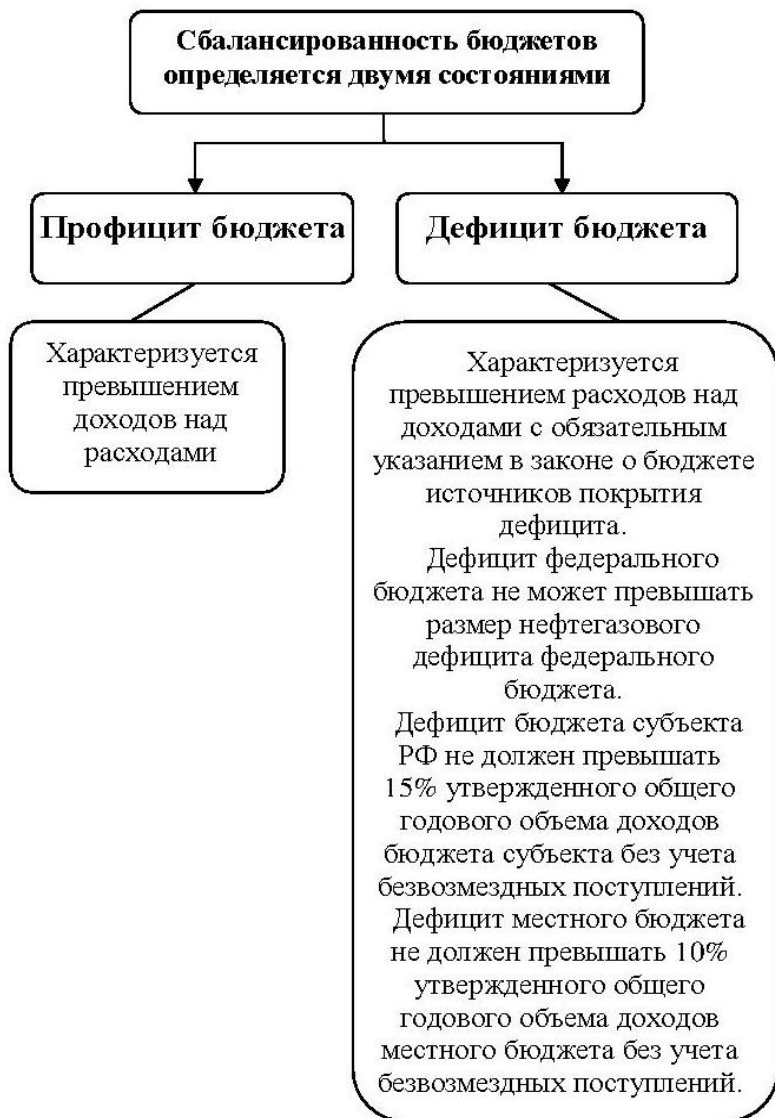 Сбалансированность бюджетов
определяется двумя состояниями
Профицит бюджета
Дефицит бюджета
Характеризуется
превышением
доходов над
расходами
Характеризуется
превышением расходов над
доходами с обязательным
указанием в законе о бюджете
источников покрытия
дефицита.
Дефицит федерального
бюджета не может превышать
размер нефтегазового
дефицита федерального
бюджета.
Дефицит бюджета субъекта
РФ не должен превышать
15% утвержденного общего
годового объема доходов
бюджета субъекта без учета
безвозмездных поступлений.
Дефицит местного бюджета
не должен превышать 10%
утвержденного общего
годового объема доходов
местного бюджета без учета
безвозмездных поступлений.